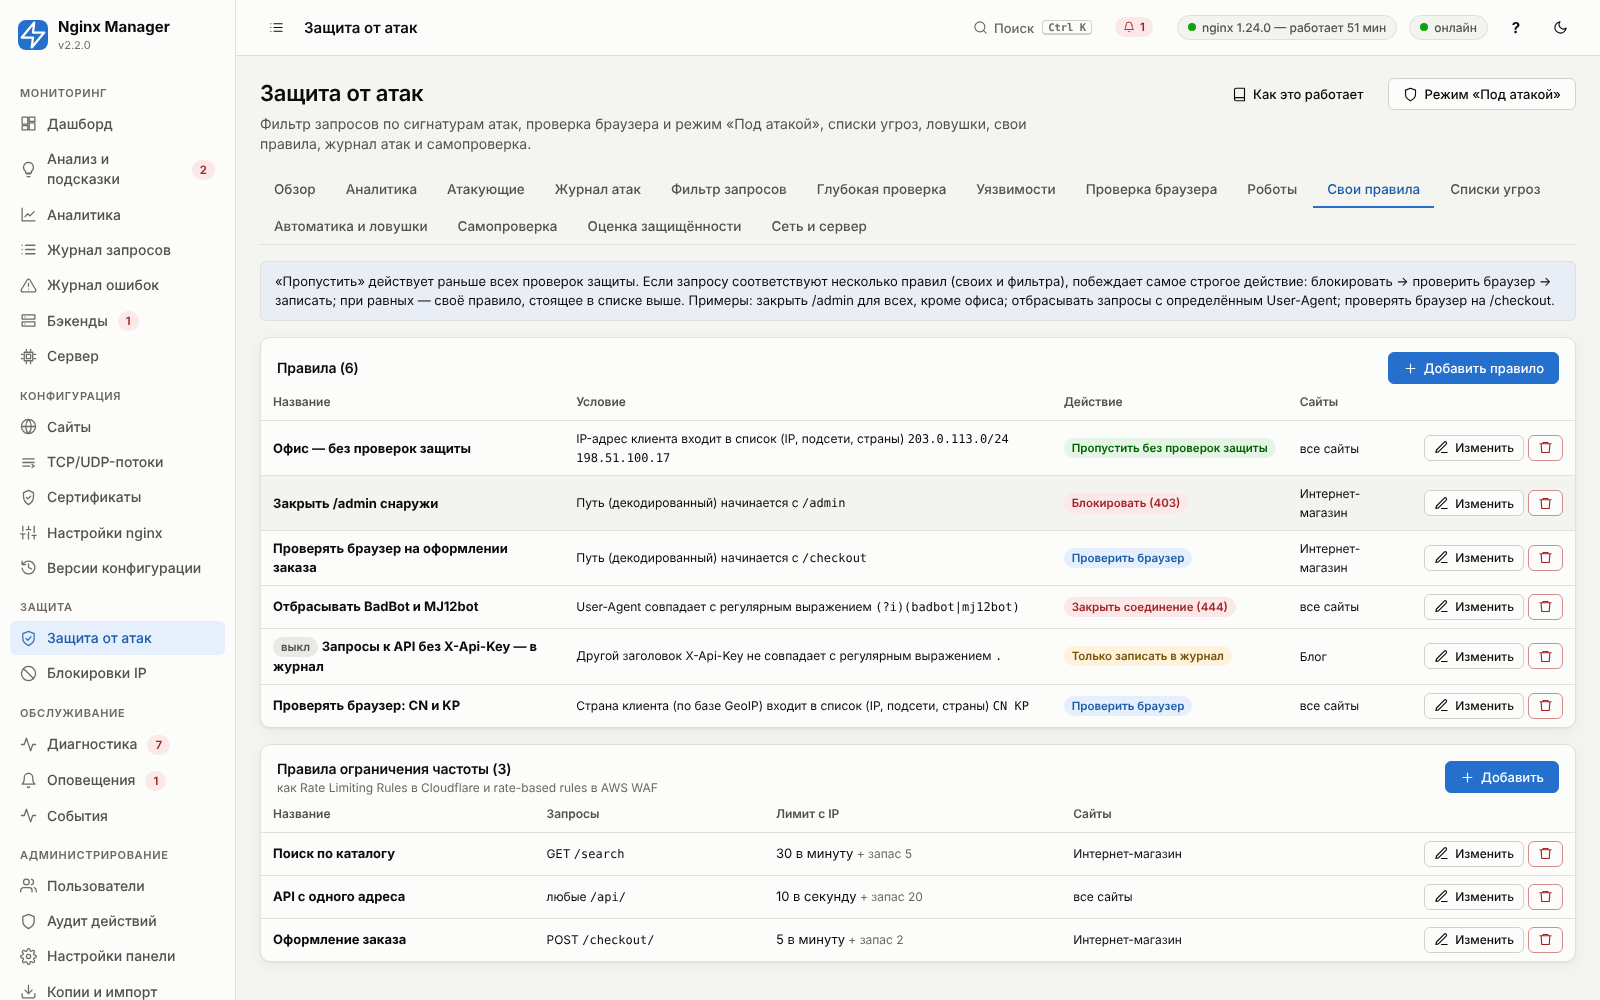 Nginx Manager
v2.2.0
МОНИТОРИНГ
Дашборд
Анализ и
подсказки
2
Аналитика
Журнал запросов
Журнал ошибок
Бэкенды 1
Сервер
КОНФИГУРАЦИЯ
Сайты
TCP/UDP-потоки
Сертификаты
Настройки nginx
Версии конфигурации
ЗАЩИТА
Защита от атак
Блокировки IP
ОБСЛУЖИВАНИЕ
Диагностика 7
Оповещения 1
События
АДМИНИСТРИРОВАНИЕ
Пользователи
Аудит действий
Настройки панели
Копии и импорт
Защита от атак
Поиск Ctrl K
1
nginx 1.24.0 — работает 51 мин
онлайн
?
Защита от атак
Как это работает
Режим «Под атакой»
Фильтр запросов по сигнатурам атак, проверка браузера и режим «Под атакой», списки угроз, ловушки, свои
правила, журнал атак и самопроверка.
Обзор Аналитика Атакующие Журнал атак Фильтр запросов Глубокая проверка Уязвимости Проверка браузера Роботы Свои правила Списки угроз
Автоматика и ловушки Самопроверка Оценка защищённости Сеть и сервер
«Пропустить» действует раньше всех проверок защиты. Если запросу соответствуют несколько правил (своих и фильтра), побеждает самое строгое действие: блокировать → проверить браузер →
записать; при равных — своё правило, стоящее в списке выше. Примеры: закрыть /admin для всех, кроме офиса; отбрасывать запросы с определённым User-Agent; проверять браузер на /checkout.
Правила (6)
+ Добавить правило
Название Условие Действие Сайты
Офис — без проверок защиты
IP-адрес клиента входит в список (IP, подсети, страны) 203.0.113.0/24
198.51.100.17
Пропустить без проверок защиты
все сайты
Изменить
Закрыть /admin снаружи
Путь (декодированный) начинается с /admin
Блокировать (403)
Интернет-
магазин
Изменить
Проверять браузер на оформлении
заказа
Путь (декодированный) начинается с /checkout
Проверить браузер
Интернет-
магазин
Изменить
Отбрасывать BadBot и MJ12bot
User-Agent совпадает с регулярным выражением (?i)(badbot|mj12bot)
Закрыть соединение (444)
все сайты
Изменить
выкл Запросы к API без X-Api-Key — в
журнал
Другой заголовок X-Api-Key не совпадает с регулярным выражением .
Только записать в журнал
Блог
Изменить
Проверять браузер: CN и KP
Страна клиента (по базе GeoIP) входит в список (IP, подсети, страны) CN KP
Проверить браузер
все сайты
Изменить
Правила ограничения частоты (3)
как Rate Limiting Rules в Cloudflare и rate-based rules в AWS WAF
+ Добавить
Название Запросы Лимит с IP Сайты
Поиск по каталогу GET /search 30 в минуту + запас 5 Интернет-магазин Изменить
API с одного адреса любые /api/ 10 в секунду + запас 20 все сайты Изменить
Оформление заказа POST /checkout/ 5 в минуту + запас 2 Интернет-магазин Изменить